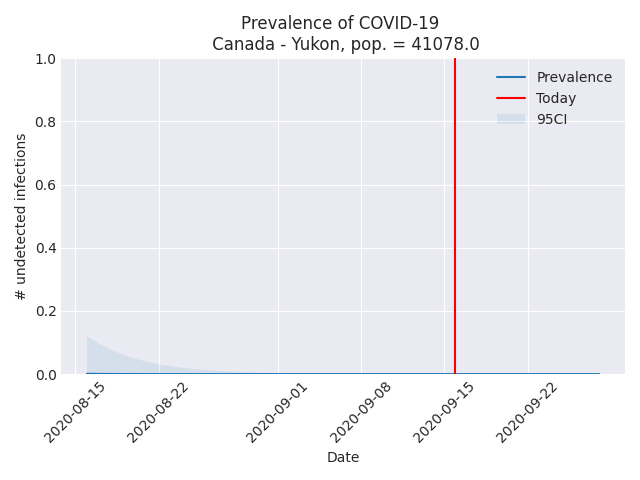 Prevalence of COVID-19
Canada - Yukon, pop. = 41078.0
1.0
0.8
0.6
0.4
0.2
0.0
# undetected infections
Prevalence
Today
95CI
2020-08-15
2020-08-22
2020-09-01
2020-09-08
2020-09-15
2020-09-22
Date